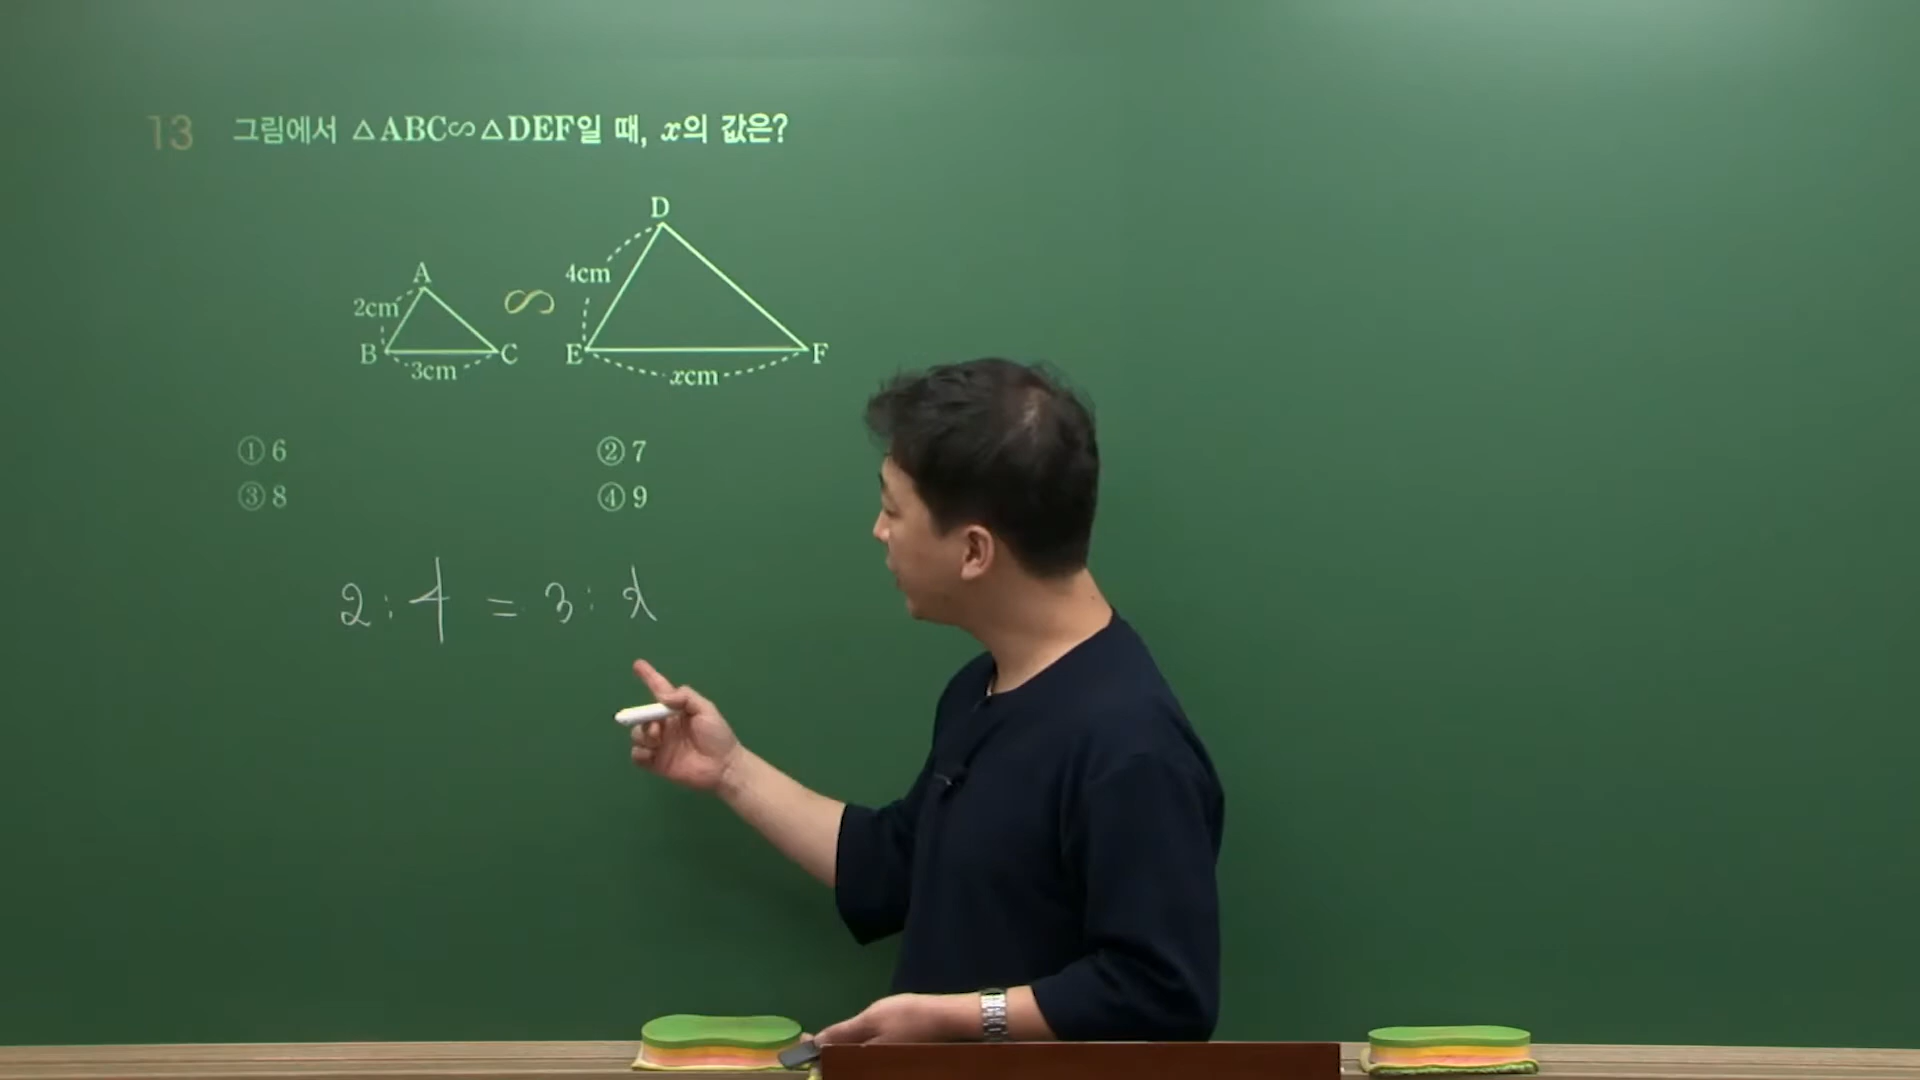 13 그림에서 △ABC∽△DEF일 때, x의 값은?
D
A
4cm
2cm
∽
B
C
E
F
3cm
xcm
① 6
② 7
③ 8
④ 9
2 : 4 = 3 : x